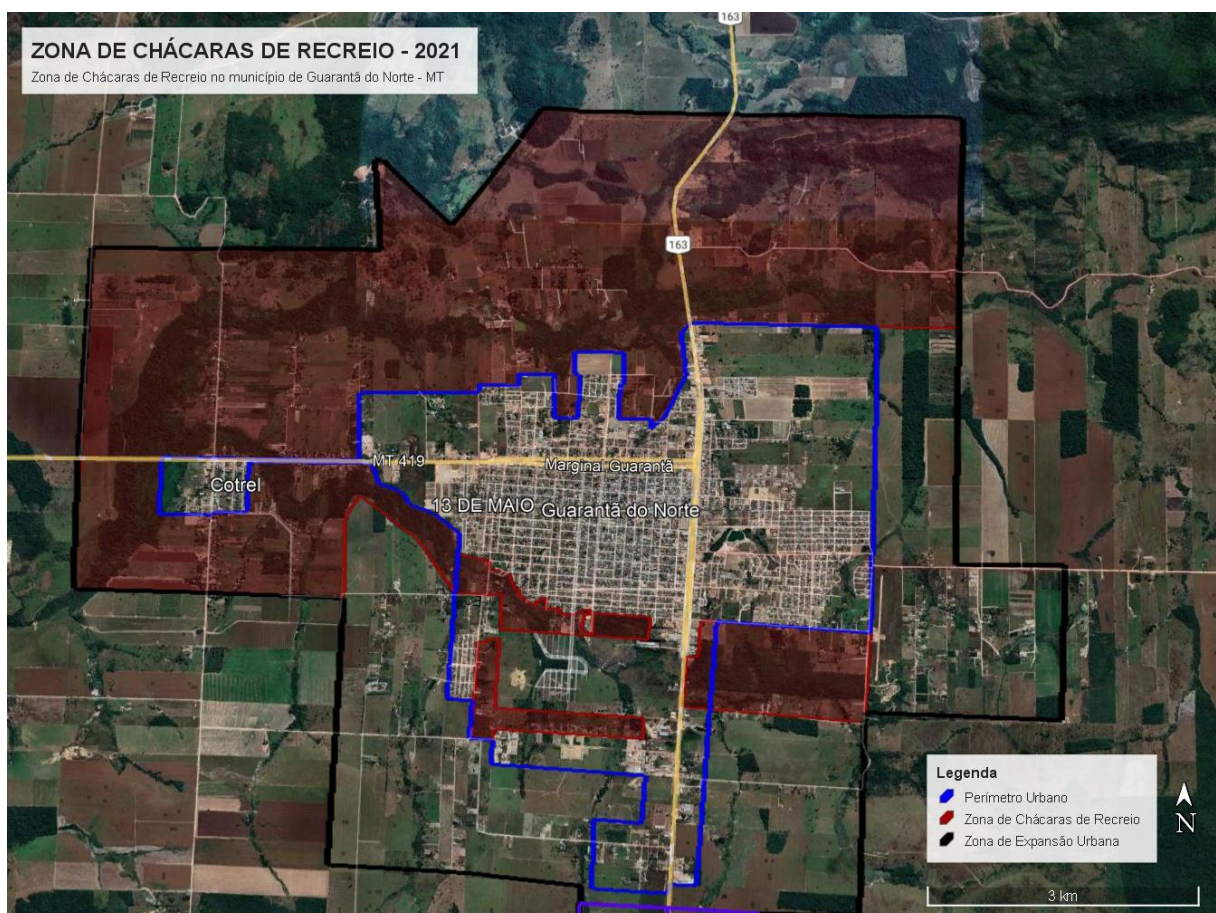 163
ZONA DE CHÁCARAS DE RECREIO - 2021
Zona de Chácaras de Recreio no município de Guarantã do Norte - MT
163
MT 419
Marginal Guarantã
Cotrel
13 DE MAIO
Guarantã do Norte
Legenda
Perímetro Urbano
Zona de Chácaras de Recreio
Zona de Expansão Urbana
N
3 km